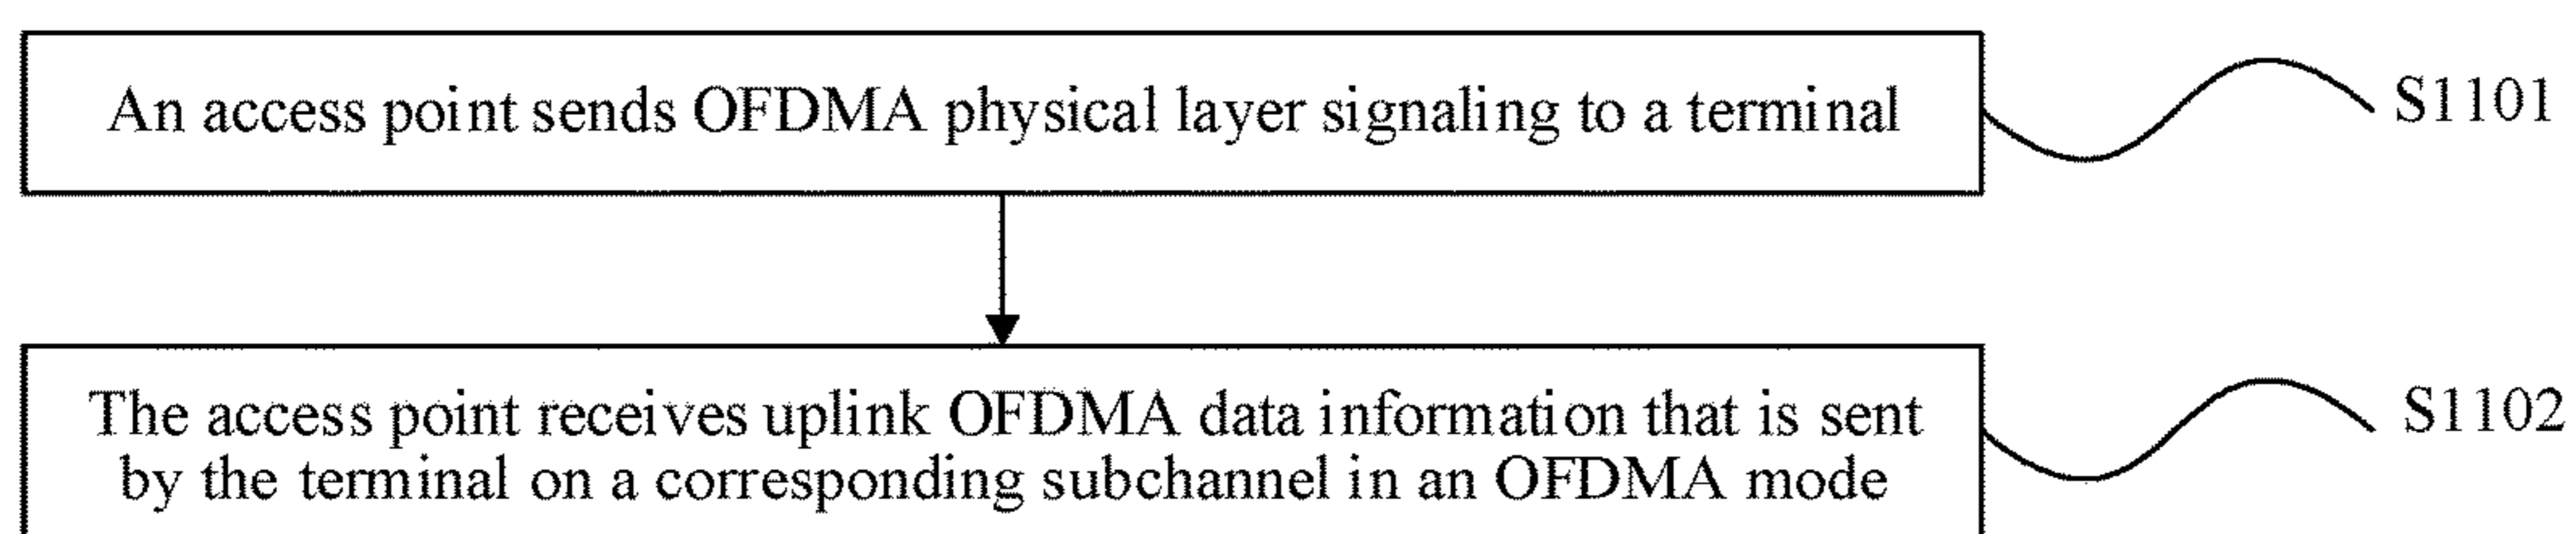 An access point sends OFDMA physical layer signaling to a terminal
S1101
The access point receives uplink OFDMA data information that is sent
by the terminal on a corresponding subchannel in an OFDMA mode
S1102